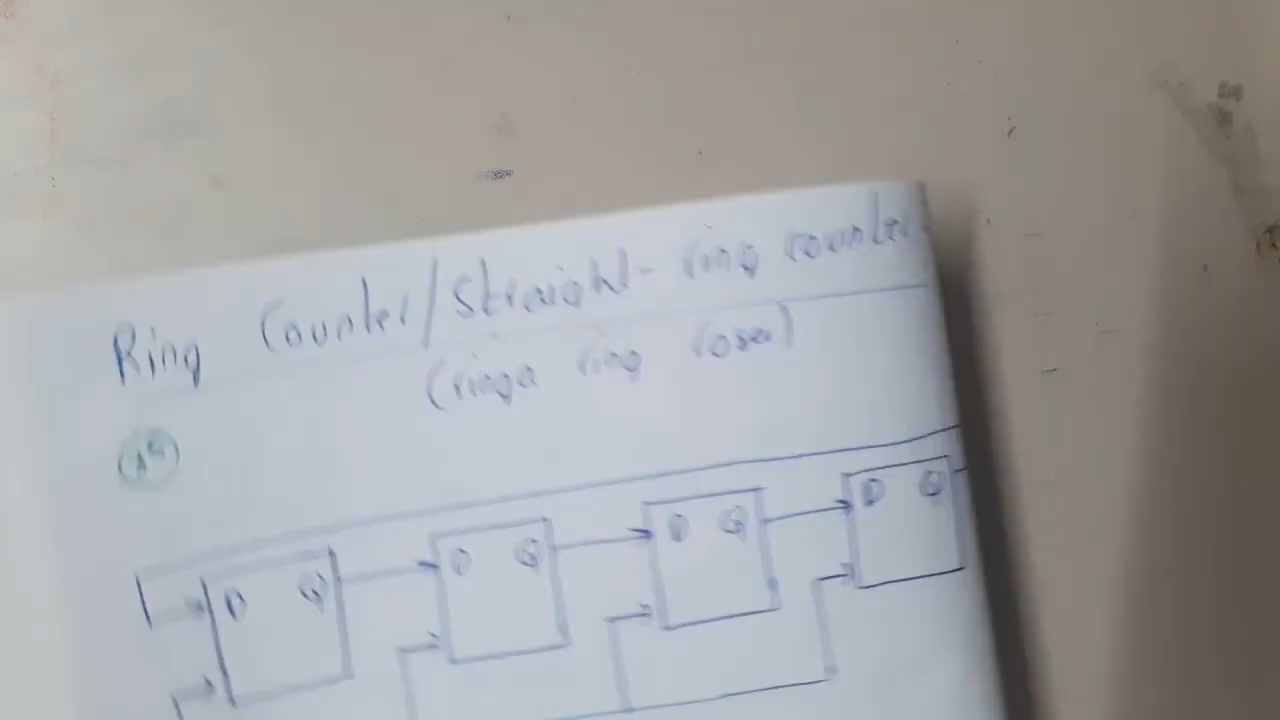 Ring Counter/Straight-ring counter
(ringa ring roses)
D Q D Q D Q D Q